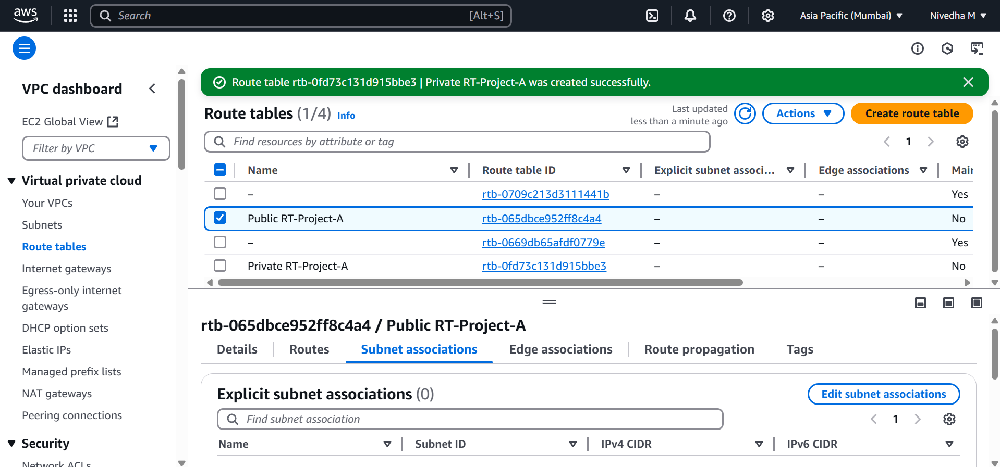 aws
Search [Alt+S]
Asia Pacific (Mumbai)
Nivedha M
VPC dashboard
EC2 Global View
Filter by VPC
Virtual private cloud
Your VPCs
Subnets
Route tables
Internet gateways
Egress-only internet
gateways
DHCP option sets
Elastic IPs
Managed prefix lists
NAT gateways
Peering connections
Security
Network ACLs
Route table rtb-0fd73c131d915bbe3 | Private RT-Project-A was created successfully.
Route tables (1/4) Info
Last updated
less than a minute ago
Actions
Create route table
Find resources by attribute or tag
1
Name Route table ID Explicit subnet associ... Edge associations Main
– rtb-0709c213d3111441b – – Yes
Public RT-Project-A rtb-065dbce952ff8c4a4 – – No
– rtb-0669db65afdf0779e – – Yes
Private RT-Project-A rtb-0fd73c131d915bbe3 – – No
rtb-065dbce952ff8c4a4 / Public RT-Project-A
Details Routes Subnet associations Edge associations Route propagation Tags
Explicit subnet associations (0)
Edit subnet associations
Find subnet association
1
Name Subnet ID IPv4 CIDR IPv6 CIDR